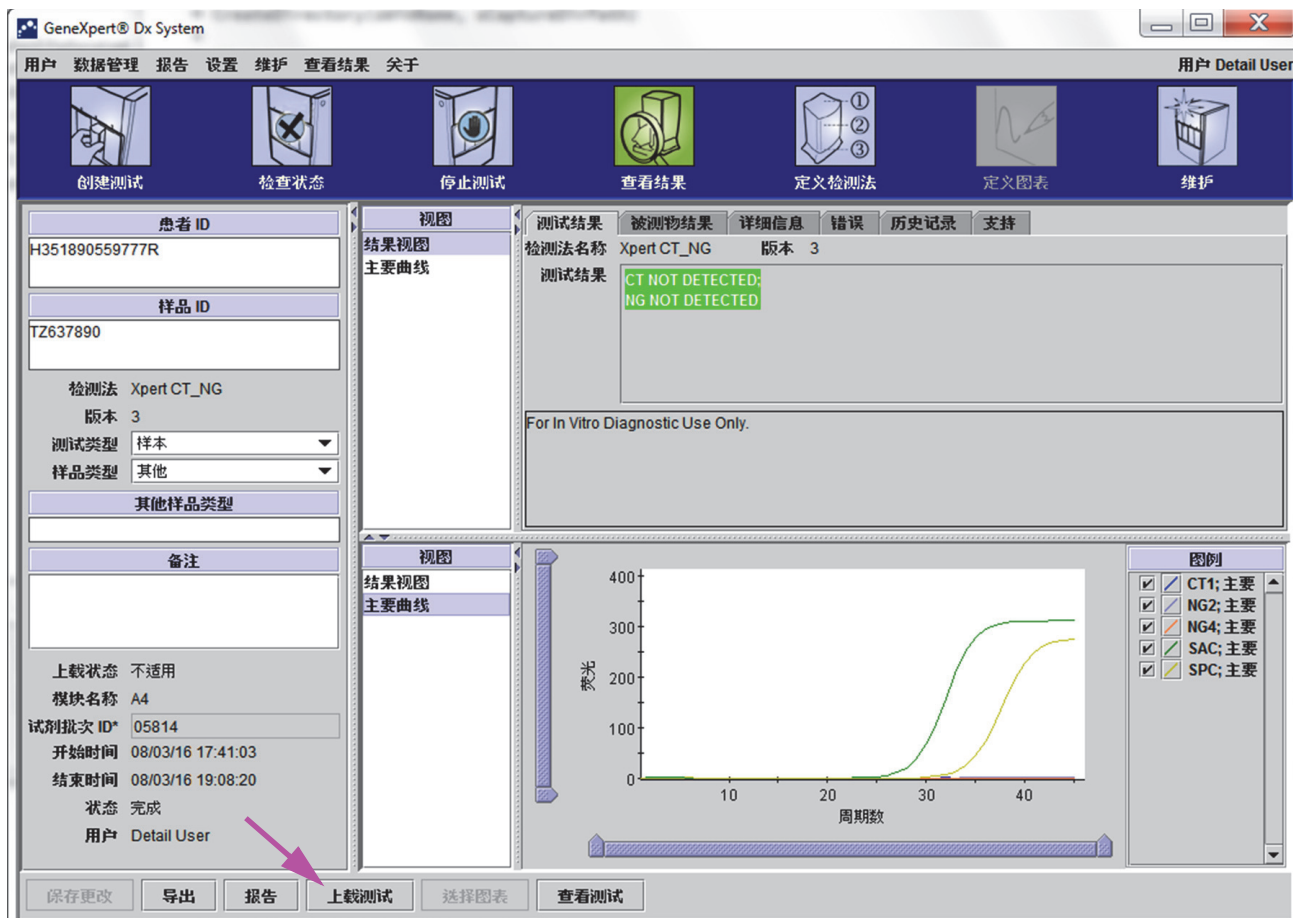 GeneXpert® Dx System
用户 数据管理 报告 设置 维护 查看结果 关于
用户 Detail User
创建测试
检查状态
停止测试
①
②
③
查看结果
定义检测法
定义图表
维护
患者 ID
H351890559777R
样品 ID
TZ637890
检测法 Xpert CT_NG
版本 3
测试类型 样本
样品类型 其他
其他样品类型
备注
上载状态 不适用
模块名称 A4
试剂批次 ID* 05814
开始时间 08/03/16 17:41:03
结束时间 08/03/16 19:08:20
状态 完成
用户 Detail User
视图
结果视图
主要曲线
测试结果 被测物结果 详细信息 错误 历史记录 支持
检测法名称 Xpert CT_NG 版本 3
测试结果
CT NOT DETECTED;
NG NOT DETECTED
For In Vitro Diagnostic Use Only.
视图
结果视图
主要曲线
400
300
200
100
0
荧光
10 20 30 40
周期数
图例
CT1; 主要
NG2; 主要
NG4; 主要
SAC; 主要
SPC; 主要
保存更改 导出 报告 上载测试 选择图表 查看测试